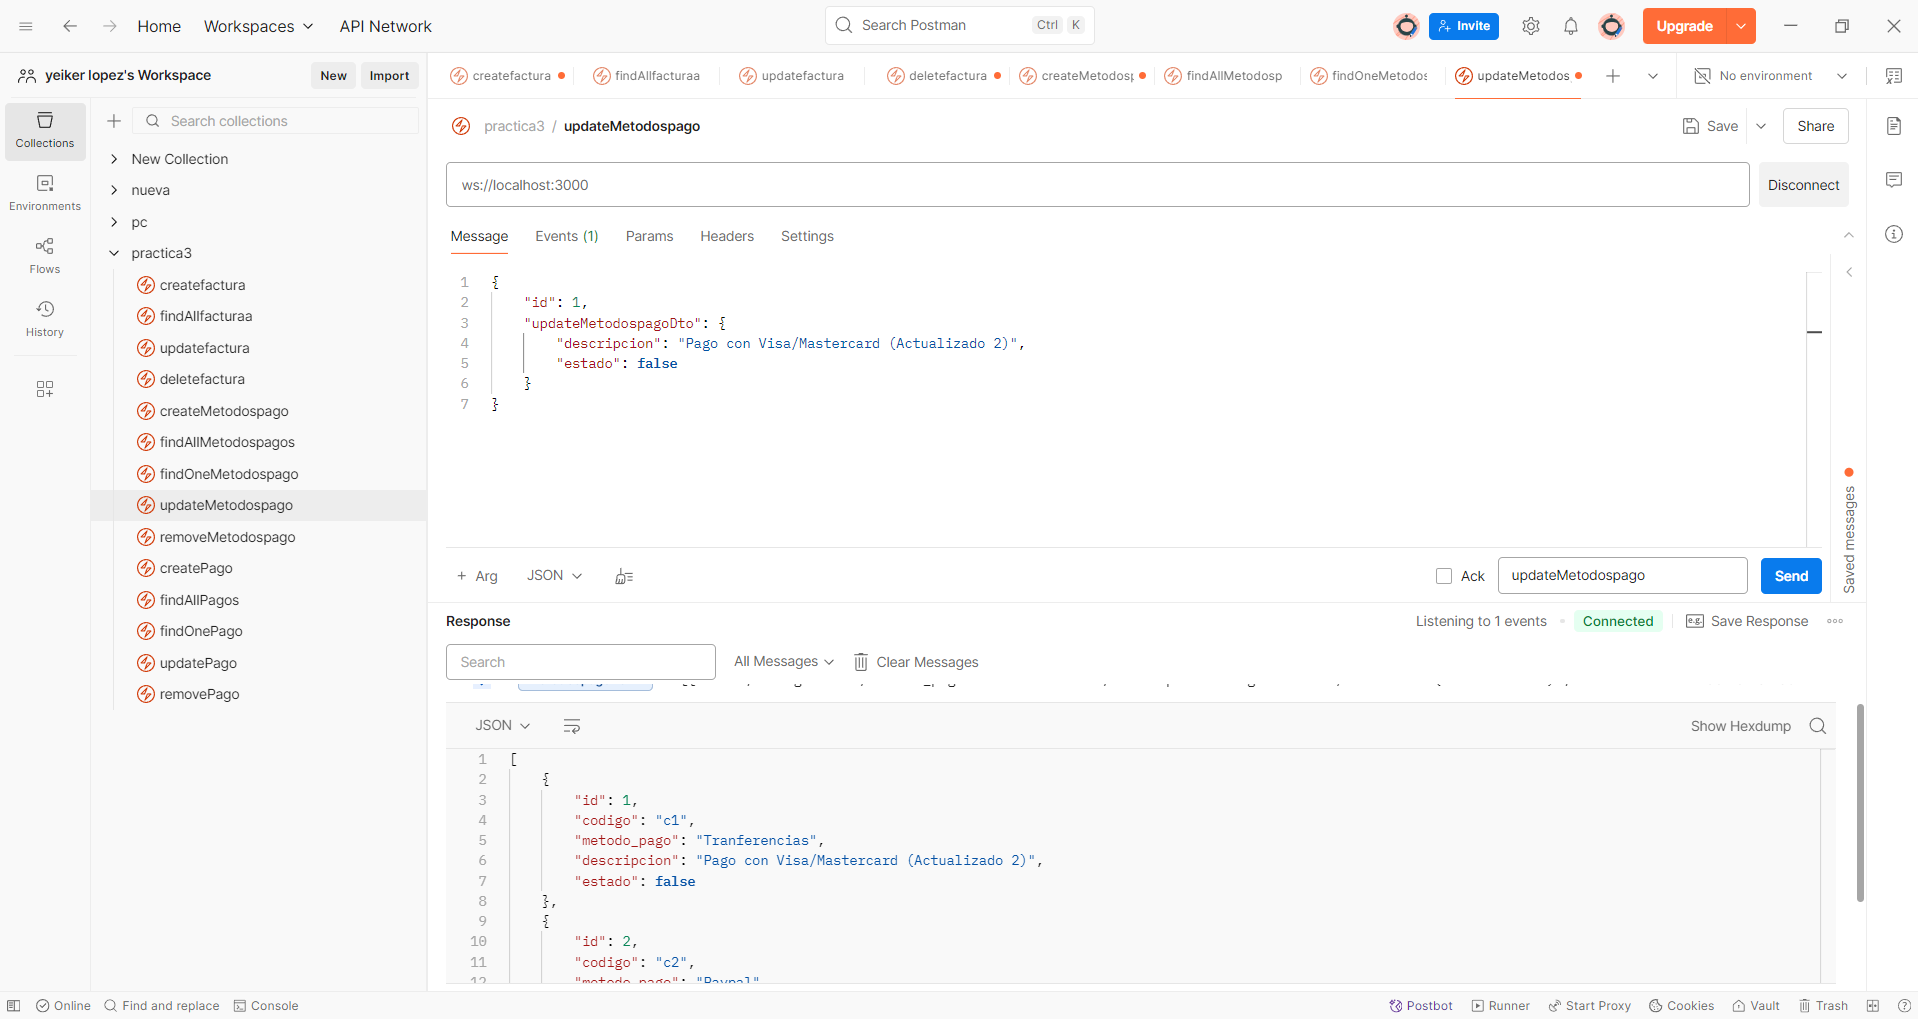 Home Workspaces API Network Search Postman Ctrl K Invite Upgrade
yeiker lopez's Workspace New Import
createfactura findAllfacturaa updatefactura deletefactura createMetodosp findAllMetodosp findOneMetodos updateMetodos No environment
Search collections
Collections
Environments
Flows
History
New Collection
nueva
pc
practica3
createfactura
findAllfacturaa
updatefactura
deletefactura
createMetodospago
findAllMetodospagos
findOneMetodospago
updateMetodospago
removeMetodospago
createPago
findAllPagos
findOnePago
updatePago
removePago
practica3 / updateMetodospago Save Share
ws://localhost:3000 Disconnect
Message Events (1) Params Headers Settings
1 {
2 "id": 1,
3 "updateMetodospagoDto": {
4 "descripcion": "Pago con Visa/Mastercard (Actualizado 2)",
5 "estado": false
6 }
7 }
Saved messages
+ Arg JSON Ack updateMetodospago Send
Response Listening to 1 events Connected Save Response
Search All Messages Clear Messages
JSON Show Hexdump
1 [
2 {
3 "id": 1,
4 "codigo": "c1",
5 "metodo_pago": "Tranferencias",
6 "descripcion": "Pago con Visa/Mastercard (Actualizado 2)",
7 "estado": false
8 },
9 {
10 "id": 2,
11 "codigo": "c2",
12 "metodo_pago": "Paypal"
Online Find and replace Console Postbot Runner Start Proxy Cookies Vault Trash